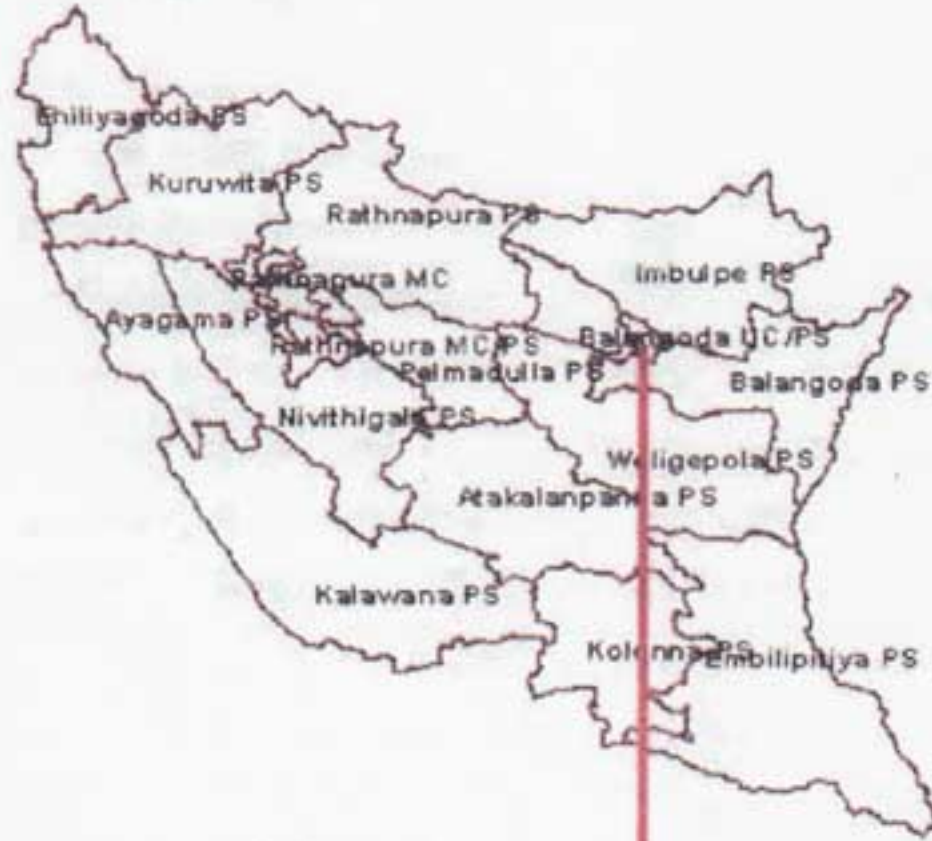 Ehiliyagoda PS
Kuruwita PS
Rathnapura PS
Imbulpe PS
Rathnapura MC
Ayagama PS
Balangoda UC/PS
Rathnapura MC/PS
Pelmadulla PS
Balangoda PS
Nivithigala PS
Weligepola PS
Atakalanpanna PS
Kalawana PS
Kolonna PS
Embilipitiya PS